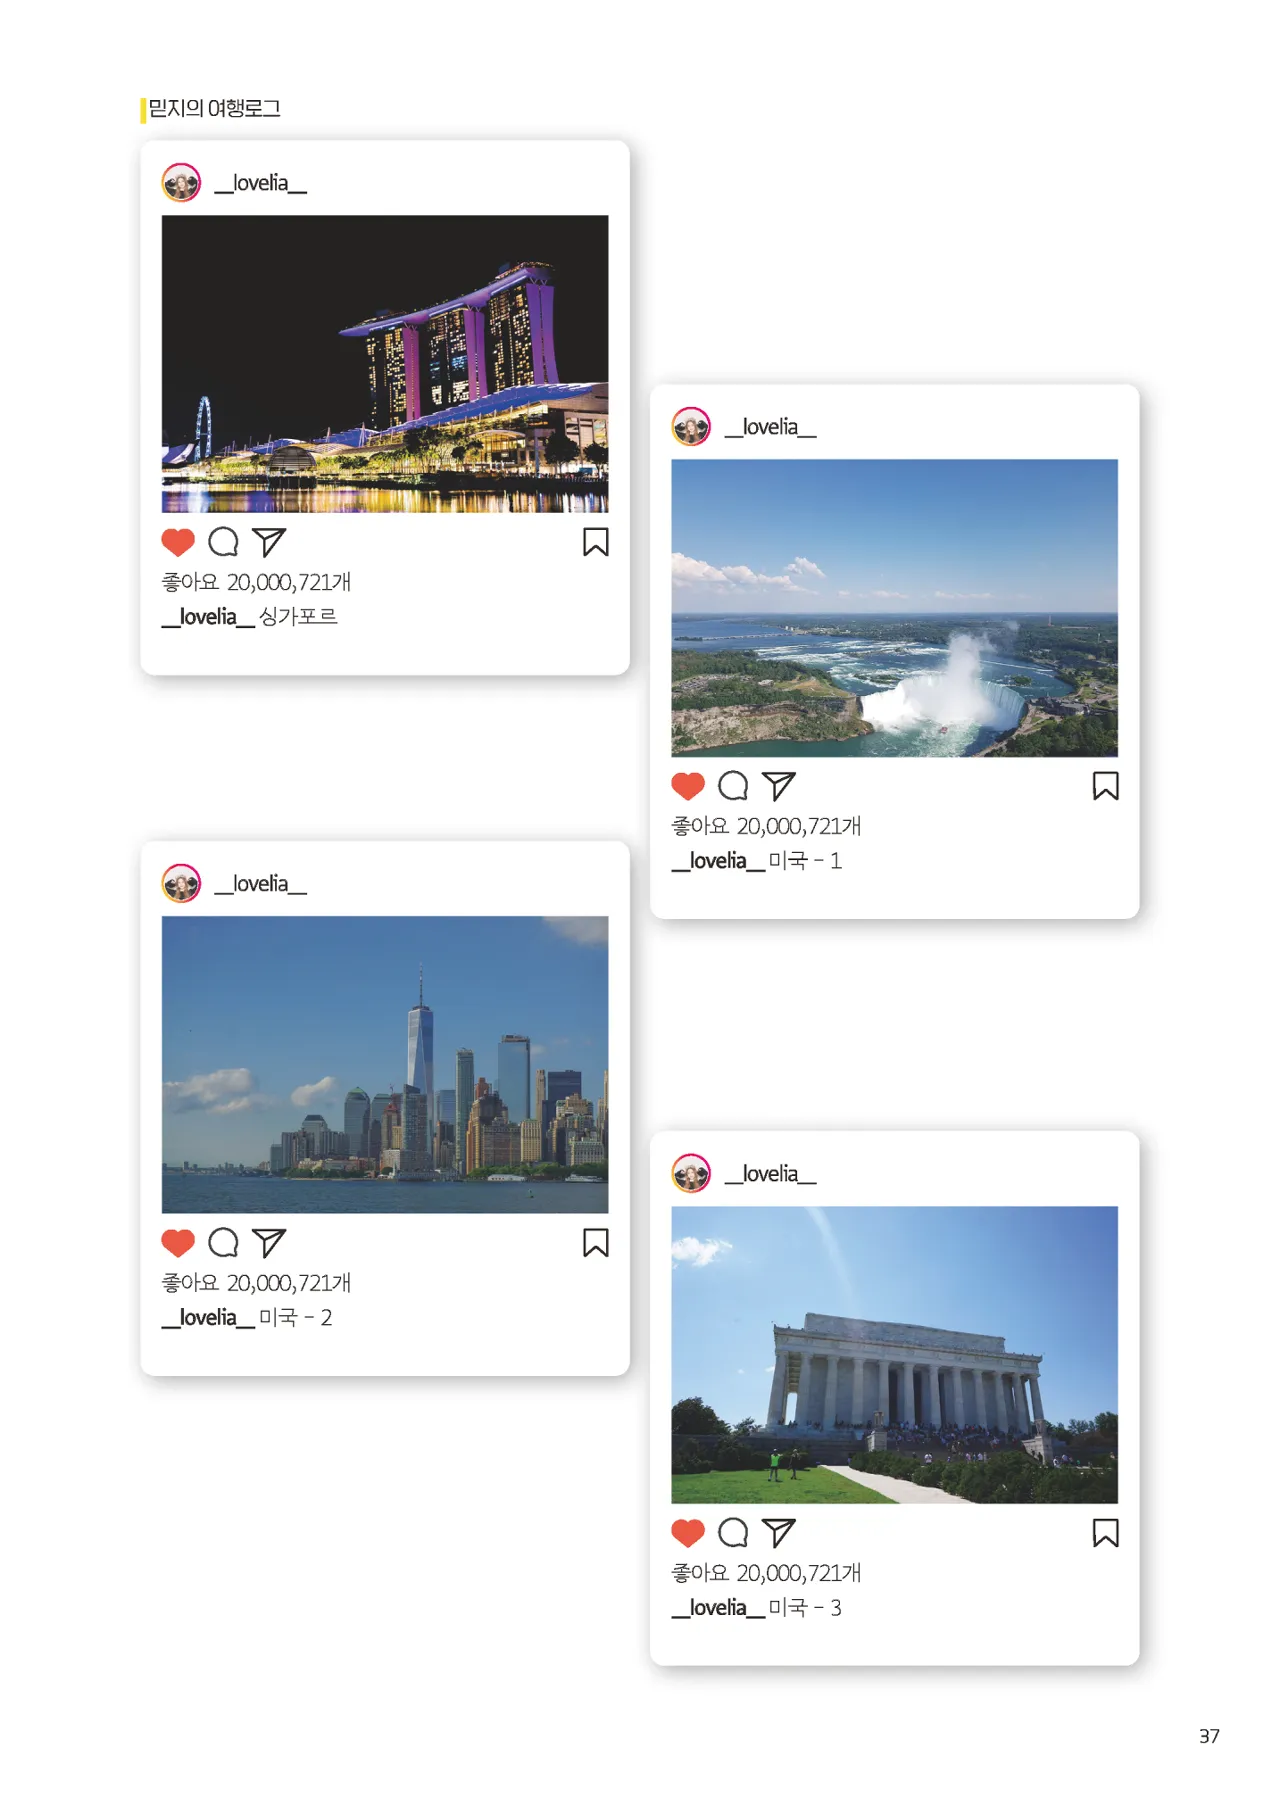 믿지의 여행로그
__lovelia__
좋아요 20,000,721개
__lovelia__ 싱가포르
__lovelia__
좋아요 20,000,721개
__lovelia__ 미국 - 1
__lovelia__
좋아요 20,000,721개
__lovelia__ 미국 - 2
__lovelia__
좋아요 20,000,721개
__lovelia__ 미국 - 3
37